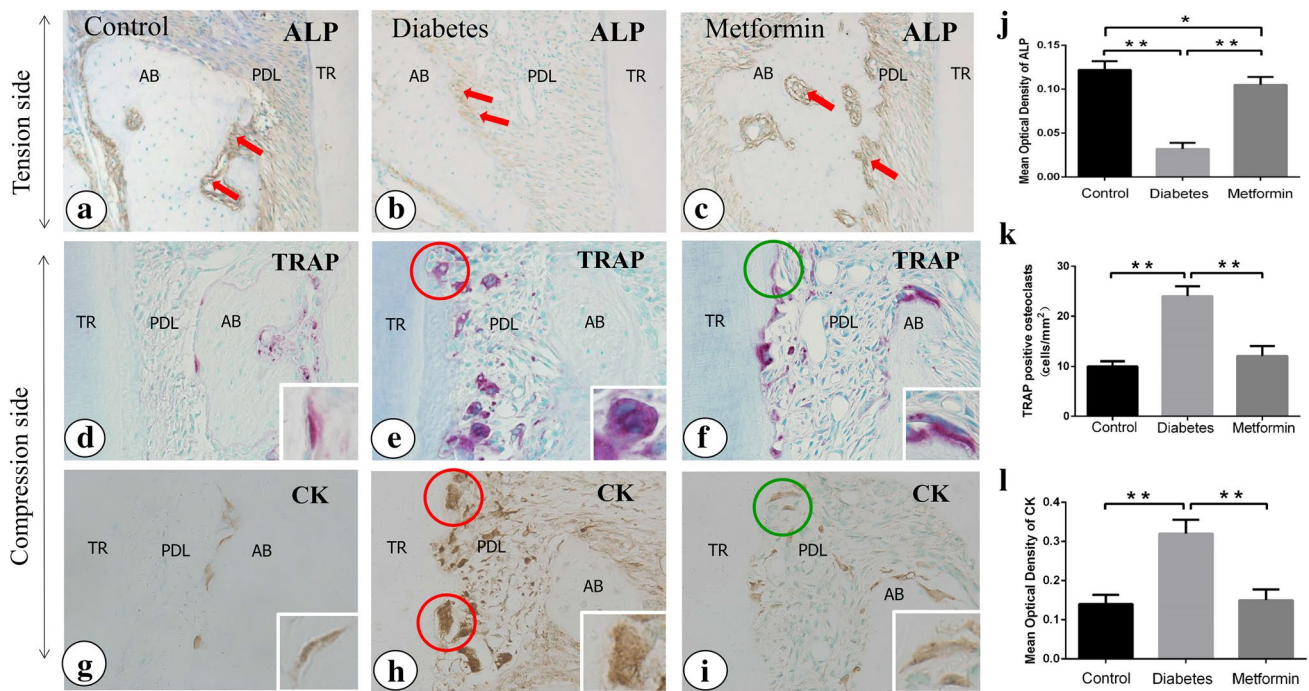 Tension side
Control
ALP
AB
PDL
TR
a
Diabetes
ALP
AB
PDL
TR
b
Metformin
ALP
AB
PDL
TR
c
j
Mean Optical Density of ALP
0.15
0.10
0.05
0.00
**
**
*
Control Diabetes Metformin
Compression side
TRAP
TR
PDL
AB
d
TRAP
TR
PDL
AB
e
TRAP
TR
PDL
AB
f
k
TRAP positive osteoclasts
(cells/mm2)
30
20
10
0
**
**
Control Diabetes Metformin
CK
TR
PDL
AB
g
CK
TR
PDL
AB
h
CK
TR
PDL
AB
i
l
Mean Optical Density of CK
0.4
0.3
0.2
0.1
0.0
**
**
Control Diabetes Metformin